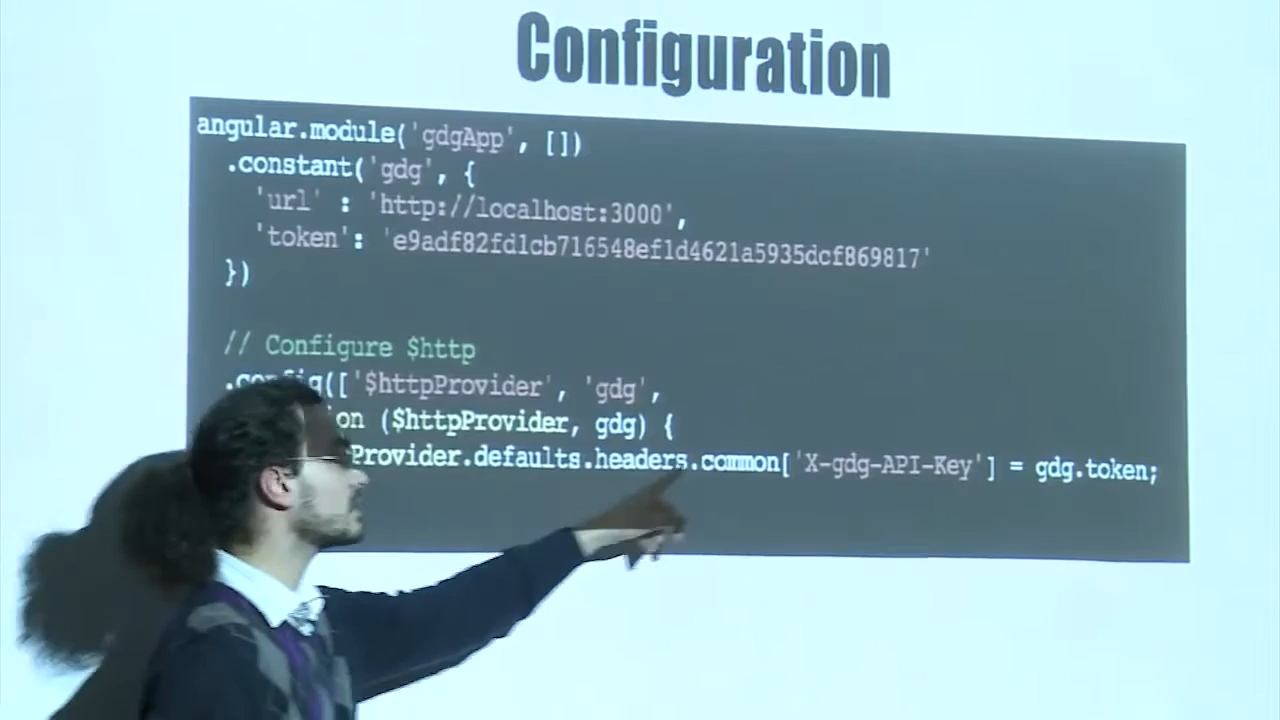 Configuration
angular.module('gdgApp', [])
.constant('gdg', {
'url' : 'http://localhost:3000',
'token': 'e9adf82fd1cb716548ef1d4621a5935dcf869817'
})
// Configure $http
.config(['$httpProvider', 'gdg',
on ($httpProvider, gdg) {
Provider.defaults.headers.common['X-gdg-API-Key'] = gdg.token;